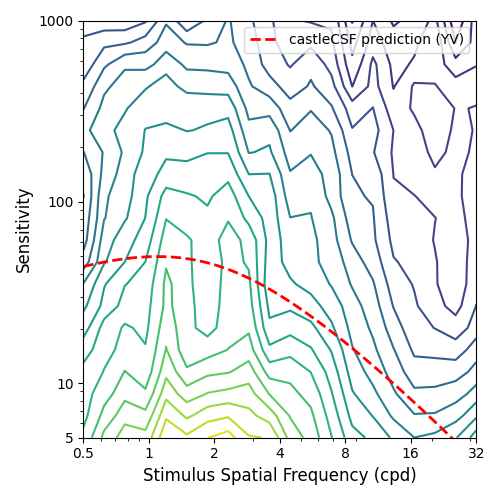 1000
castleCSF prediction (YV)
Sensitivity
100
10
5
0.5 1 2 4 8 16 32
Stimulus Spatial Frequency (cpd)